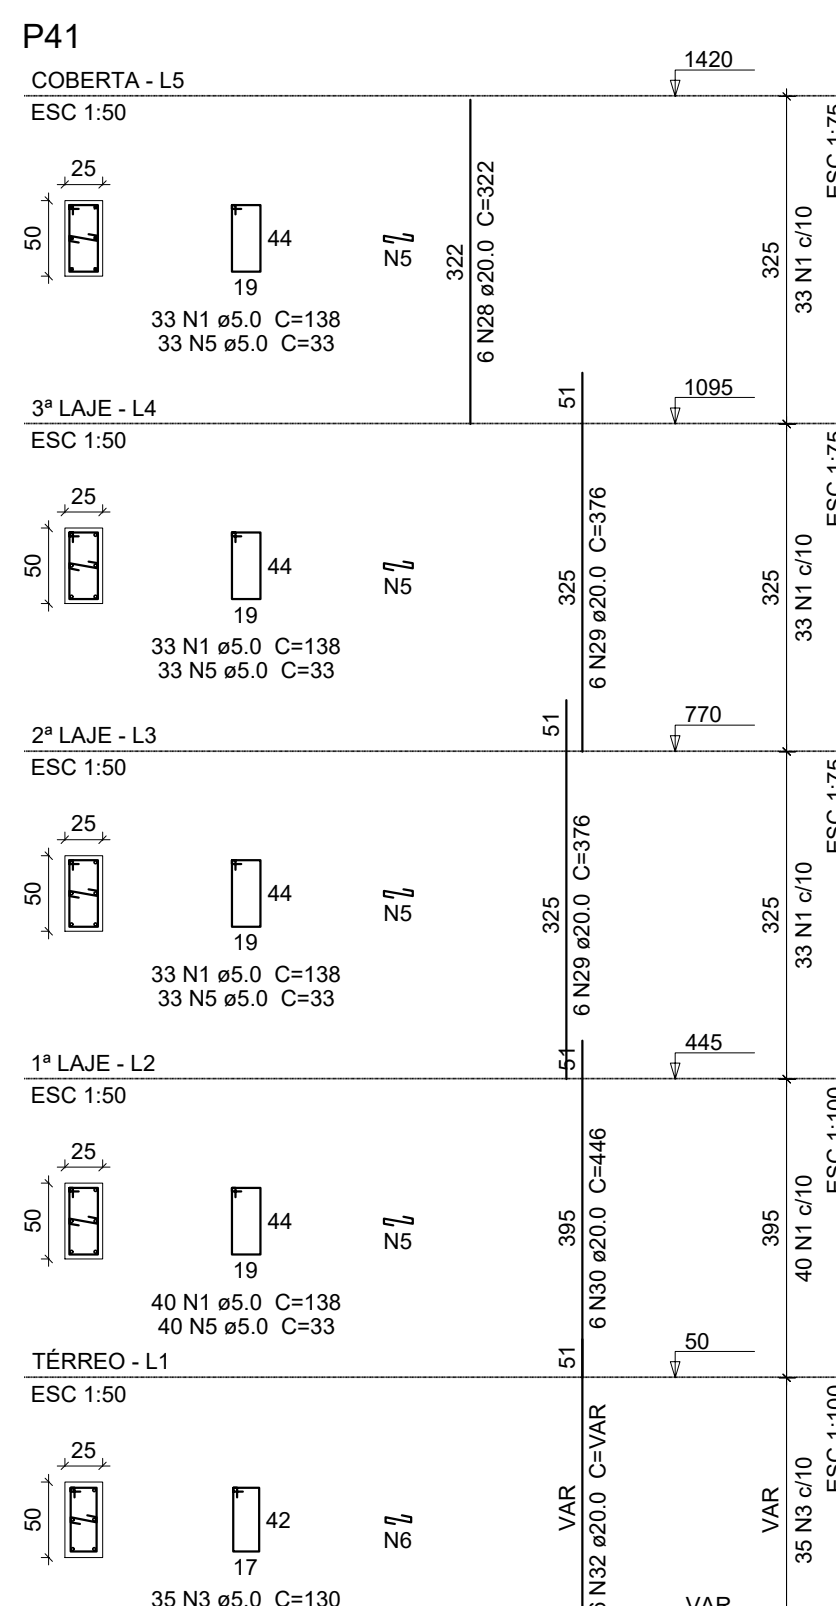 P41
COBERTA - L5
1420
ESC 1:50
ESC 1:75
25
50
44
19
N5
33 N1 ø5.0 C=138
33 N5 ø5.0 C=33
322
6 N28 ø20.0 C=322
325
33 N1 c/10
51
3ª LAJE - L4
1095
ESC 1:50
ESC 1:75
25
50
44
19
N5
33 N1 ø5.0 C=138
33 N5 ø5.0 C=33
325
6 N29 ø20.0 C=376
325
33 N1 c/10
51
2ª LAJE - L3
770
ESC 1:50
ESC 1:75
25
50
44
19
N5
33 N1 ø5.0 C=138
33 N5 ø5.0 C=33
325
6 N29 ø20.0 C=376
325
33 N1 c/10
51
1ª LAJE - L2
445
ESC 1:50
ESC 1:100
25
50
44
19
N5
40 N1 ø5.0 C=138
40 N5 ø5.0 C=33
395
6 N30 ø20.0 C=446
395
40 N1 c/10
51
TÉRREO - L1
50
ESC 1:50
ESC 1:100
25
50
42
17
N6
35 N3 ø5.0 C=130
VAR
N32 ø20.0 C=VAR
VAR
35 N3 c/10
VAR